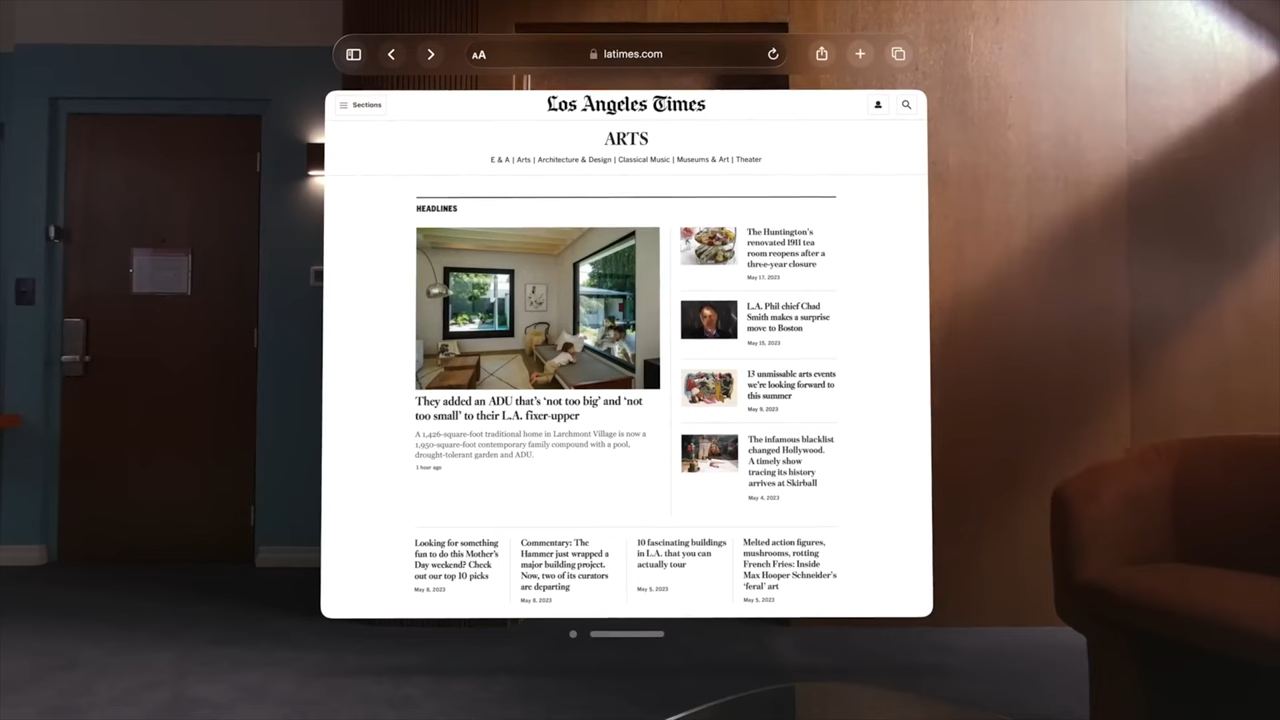 AA
latimes.com
Sections
Los Angeles Times
ARTS
E & A | Arts | Architecture & Design | Classical Music | Museums & Art | Theater
HEADLINES
They added an ADU that's ‘not too big’ and ‘not
too small’ to their L.A. fixer-upper
A 1,426-square-foot traditional home in Larchmont Village is now a
1,950-square-foot contemporary family compound with a pool,
drought-tolerant garden and ADU.
1 hour ago
The Huntington's
renovated 1911 tea
room reopens after a
three-year closure
May 17, 2023
L.A. Phil chief Chad
Smith makes a surprise
move to Boston
May 15, 2023
13 unmissable arts events
we're looking forward to
this summer
May 9, 2023
The infamous blacklist
changed Hollywood.
A timely show
tracing its history
arrives at Skirball
May 4, 2023
Looking for something
fun to do this Mother's
Day weekend? Check
out our top 10 picks
May 8, 2023
Commentary: The
Hammer just wrapped a
major building project.
Now, two of its curators
are departing
May 8, 2023
10 fascinating buildings
in L.A. that you can
actually tour
May 5, 2023
Melted action figures,
mushrooms, rotting
French Fries: Inside
Max Hooper Schneider's
‘feral’ art
May 5, 2023